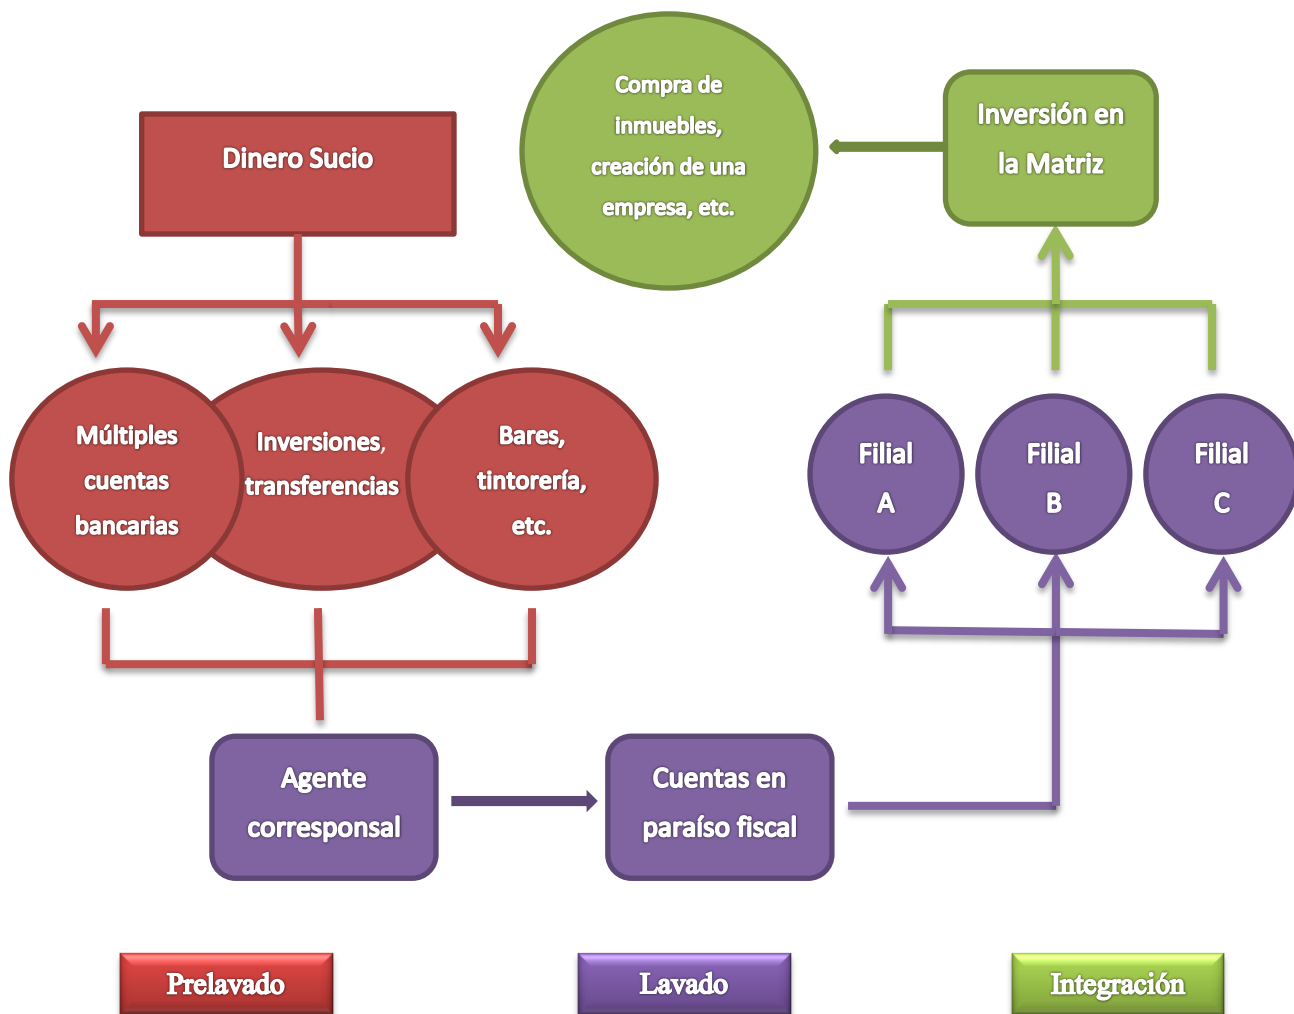 Dinero Sucio
Compra de
inmuebles,
creación de una
empresa, etc.
Inversión en
la Matriz
Múltiples
cuentas
bancarias
Inversiones,
transferencias
Bares,
tintorería,
etc.
Filial
A
Filial
B
Filial
C
Agente
corresponsal
Cuentas en
paraíso fiscal
Prelavado
Lavado
Integración